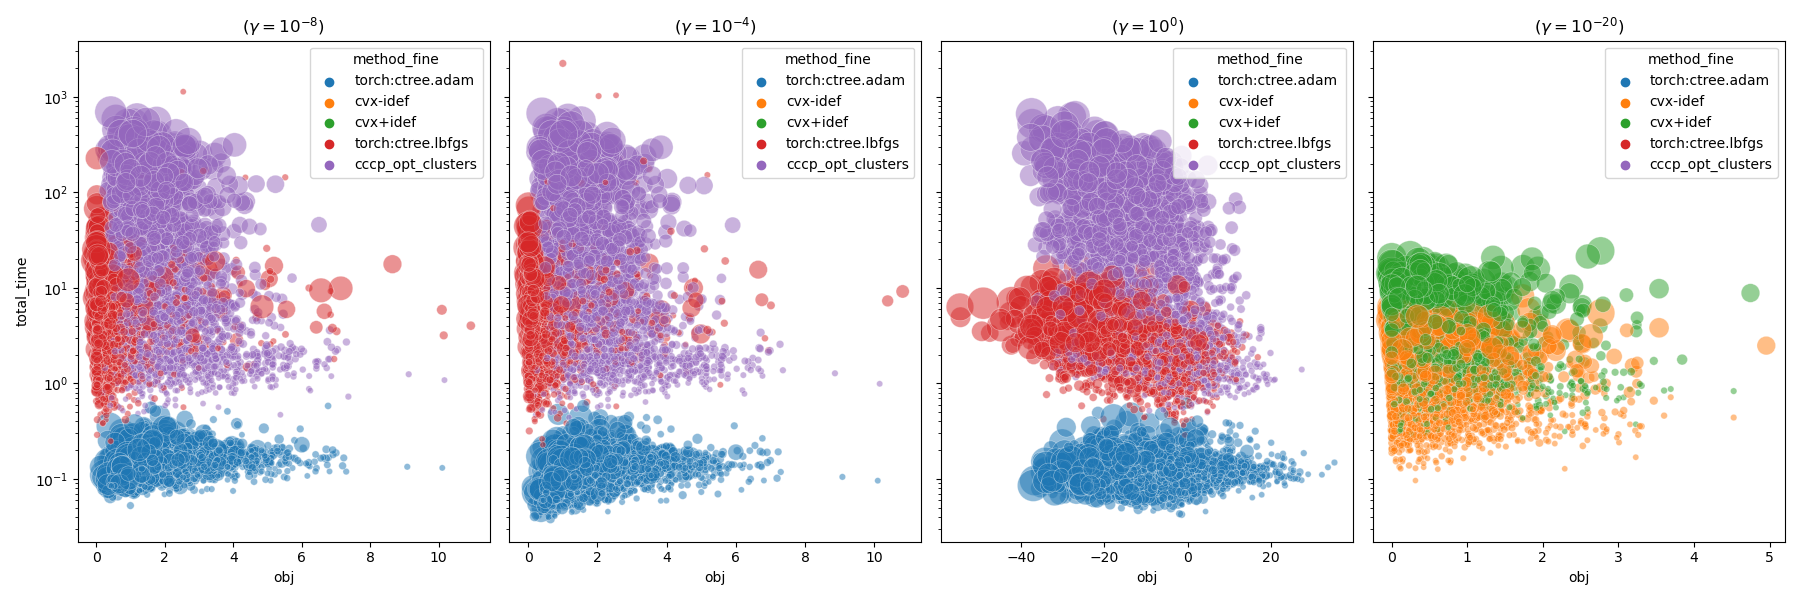 (γ = 10⁻⁸)
(γ = 10⁻⁴)
(γ = 10⁰)
(γ = 10⁻²⁰)
method_fine
torch:ctree.adam
cvx-idef
cvx+idef
torch:ctree.lbfgs
cccp_opt_clusters
method_fine
torch:ctree.adam
cvx-idef
cvx+idef
torch:ctree.lbfgs
cccp_opt_clusters
method_fine
torch:ctree.adam
cvx-idef
cvx+idef
torch:ctree.lbfgs
cccp_opt_clusters
method_fine
torch:ctree.adam
cvx-idef
cvx+idef
torch:ctree.lbfgs
cccp_opt_clusters
total_time
10³
10²
10¹
10⁰
10⁻¹
0 2 4 6 8 10
0 2 4 6 8 10
−40 −20 0 20
0 1 2 3 4 5
obj
obj
obj
obj